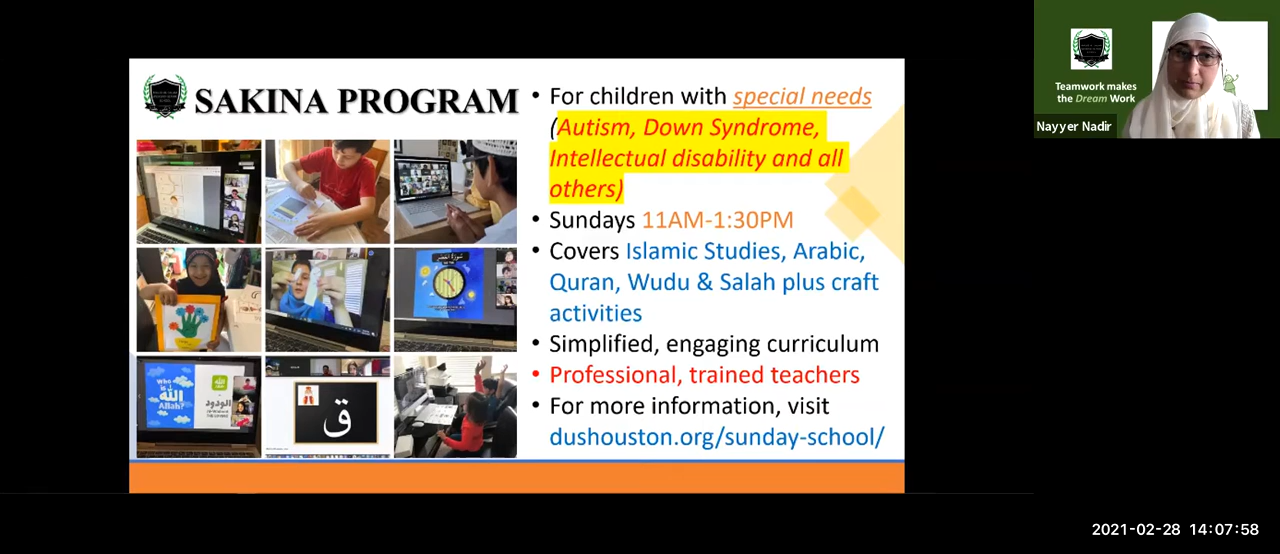 SAKINA PROGRAM
• For children with special needs
(Autism, Down Syndrome,
Intellectual disability and all
others)
• Sundays 11AM-1:30PM
• Covers Islamic Studies, Arabic,
Quran, Wudu & Salah plus craft
activities
• Simplified, engaging curriculum
• Professional, trained teachers
• For more information, visit
dushouston.org/sunday-school/
Who
is
الله
Allah?
الله
الودود
ق
Teamwork makes
the Dream Work
Nayyer Nadir
2021-02-28 14:07:58